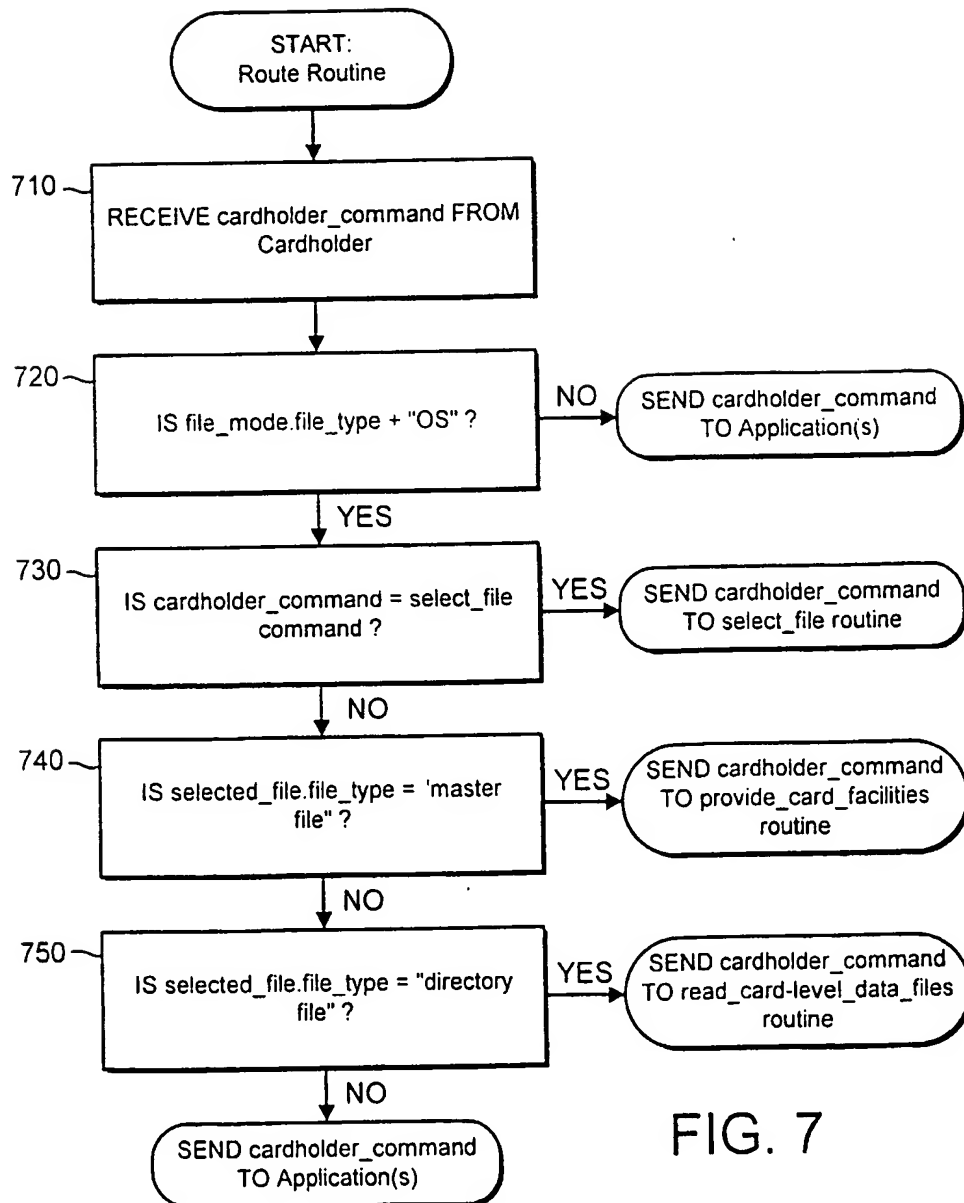 START:
Route Routine
710
RECEIVE cardholder_command FROM
Cardholder
720
IS file_mode.file_type + "OS" ?
NO
SEND cardholder_command
TO Application(s)
YES
730
IS cardholder_command = select_file
command ?
YES
SEND cardholder_command
TO select_file routine
NO
740
IS selected_file.file_type = 'master
file" ?
YES
SEND cardholder_command
TO provide_card_facilities
routine
NO
750
IS selected_file.file_type = "directory
file" ?
YES
SEND cardholder_command
TO read_card-level_data_files
routine
NO
SEND cardholder_command
TO Application(s)
FIG. 7